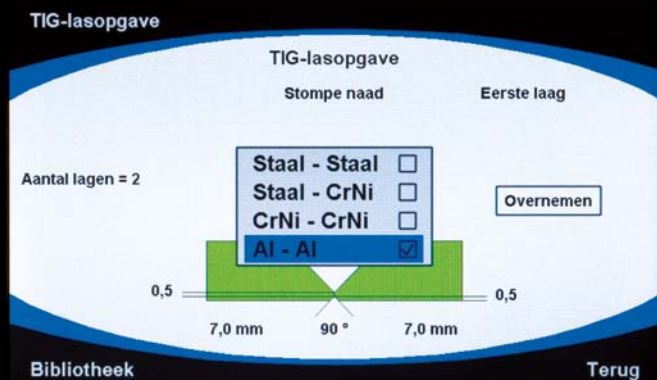 TIG-lasopgave
TIG-lasopgave
Stompe naad
Eerste laag
Aantal lagen = 2
Staal - Staal
Staal - CrNi
CrNi - CrNi
Al - Al
Overnemen
0,5
0,5
7,0 mm
90 °
7,0 mm
Bibliotheek
Terug